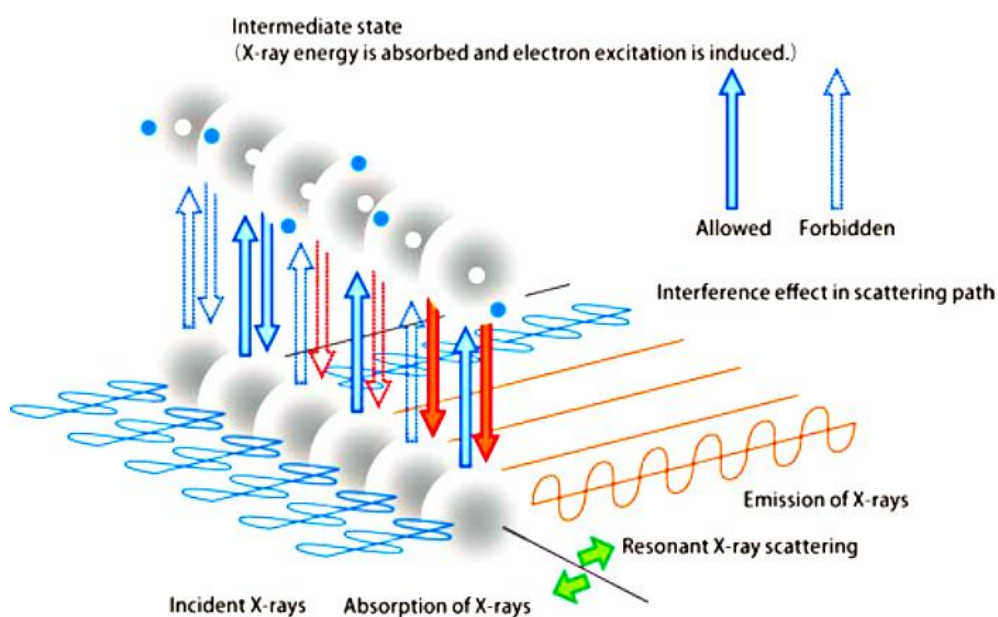 Intermediate state
(X-ray energy is absorbed and electron excitation is induced.)
Allowed
Forbidden
Interference effect in scattering path
Emission of X-rays
Resonant X-ray scattering
Incident X-rays
Absorption of X-rays